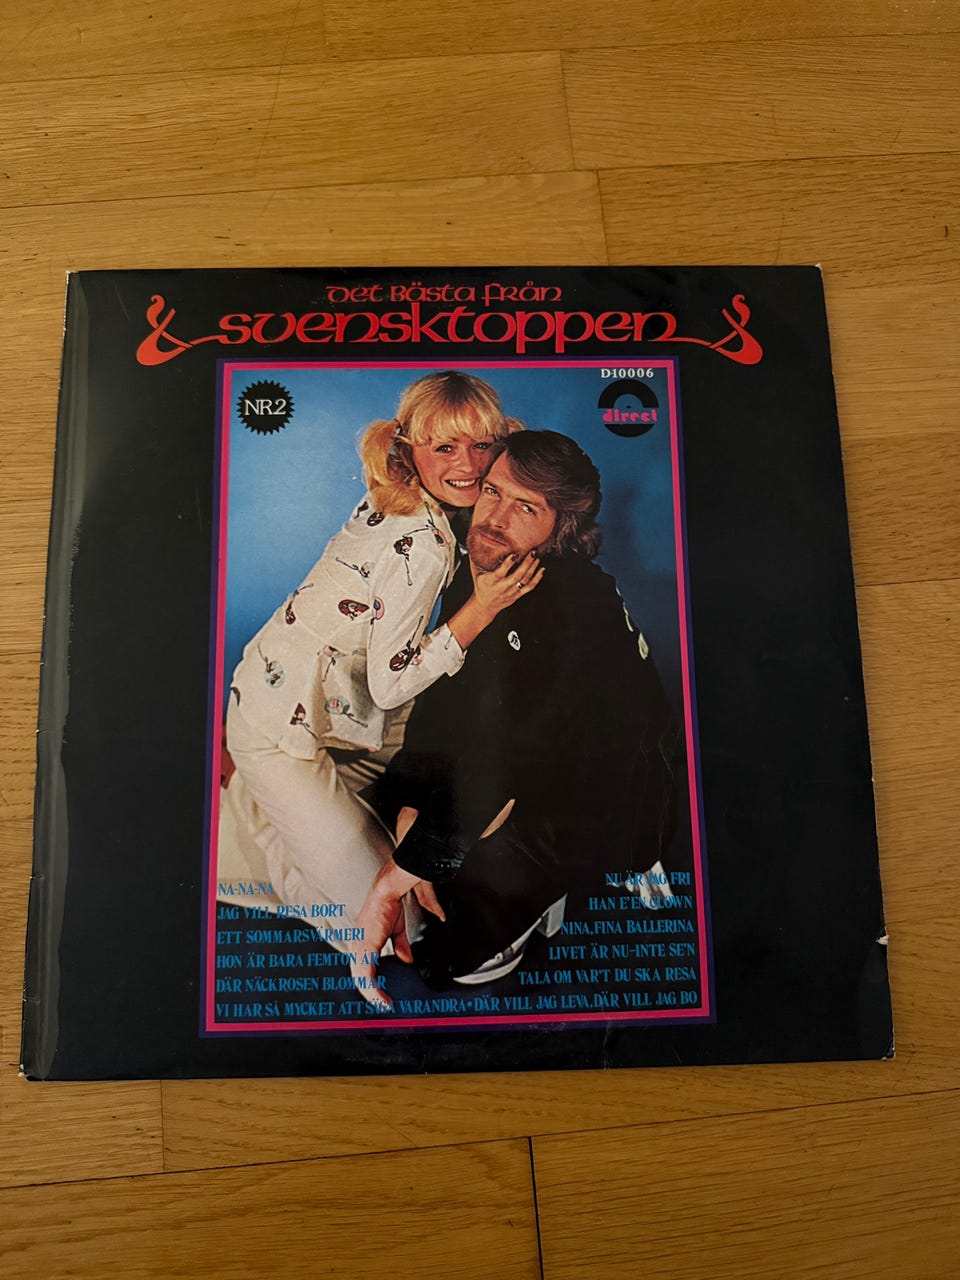 Det Bästa från
svensktoppen
D-10006
NR.2
direct
NA-NA-NA
JAG VILL RESA BORT
ETT SOMMARSVÄRMERI
HON ÄR BARA FEMTON ÅR
DÄR NÄCKROSEN BLOMMAR
NU ÄR JAG FRI
HAN E'EN CLOWN
NINA, FINA BALLERINA
LIVET ÄR NU-INTE SE'N
TALA OM VAR'T DU SKA RESA
VI HAR SÅ MYCKET ATT SÄGA VARANDRA • DÄR VILL JAG LEVA, DÄR VILL JAG BO